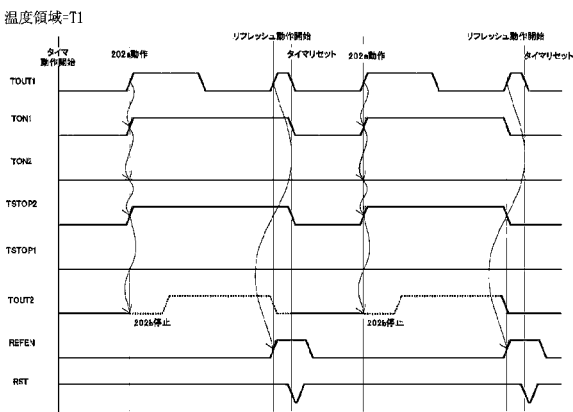 温度領域=T1
リフレッシュ動作開始
リフレッシュ動作開始
タイマ
動作開始
202a動作
タイマリセット
202a動作
タイマリセット
TOUT1
TON1
TON2
TSTOP2
TSTOP1
TOUT2
202b停止
202b停止
REFEN
RST